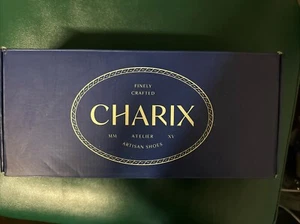 FINELY
CRAFTED
CHARIX
MM ATELIER XV
ARTISAN SHOES